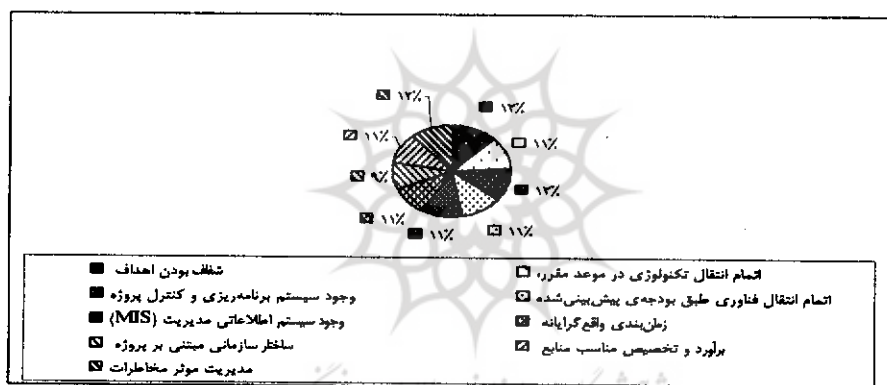 ۱۲٪ ۱۳٪
۱۱٪ ۱۱٪
۹٪ ۱۳٪
۱۱٪ ۱۱٪ ۱۱٪
شفاف بودن اهداف
اتمام انتقال تکنولوژی در موعد مقرر،
وجود سیستم برنامه‌ریزی و کنترل پروژه
اتمام انتقال فناوری طبق بودجه‌ی پیش‌بینی‌شده
وجود سیستم اطلاعاتی مدیریت (MIS)
زمان‌بندی واقع‌گرایانه
ساختار سازمانی مبتنی بر پروژه
برآورد و تخصیص مناسب منابع
مدیریت موثر مخاطرات